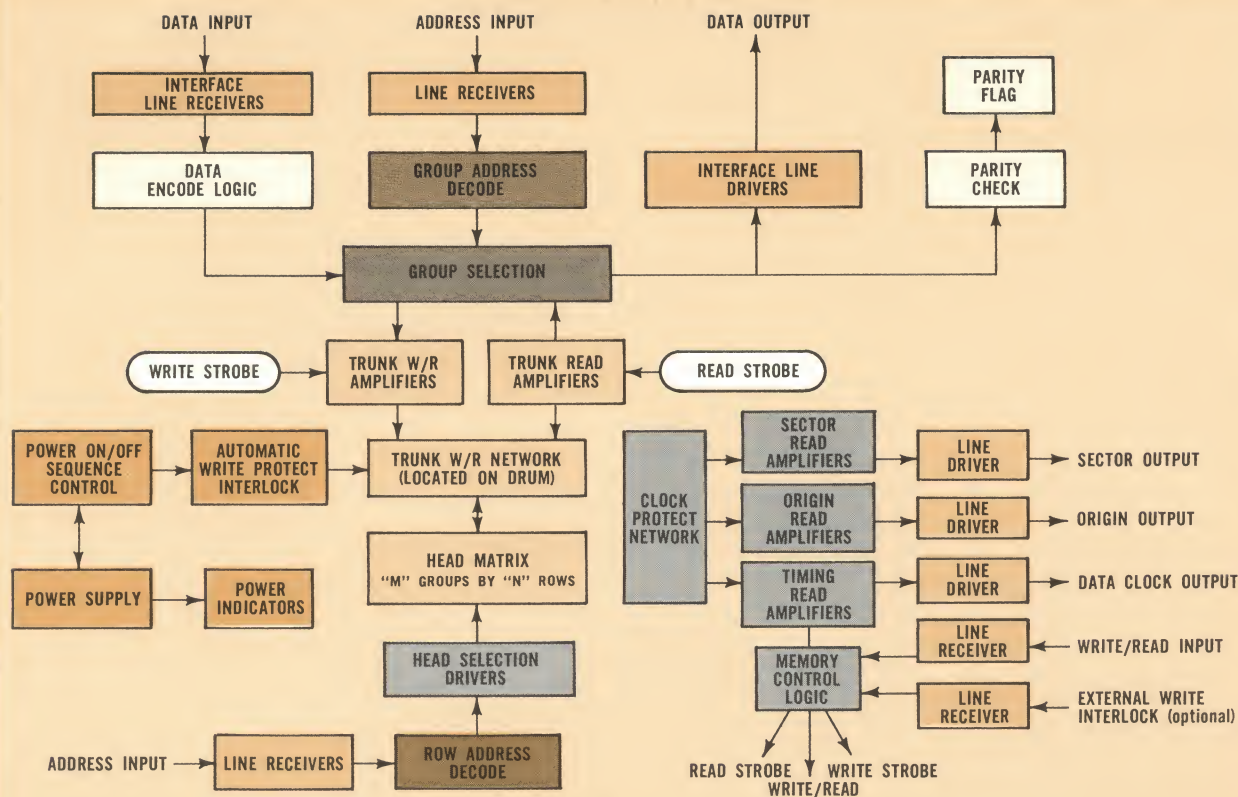 DATA INPUT
ADDRESS INPUT
DATA OUTPUT
INTERFACE
LINE RECEIVERS
LINE RECEIVERS
PARITY
FLAG
DATA
ENCODE LOGIC
GROUP ADDRESS
DECODE
INTERFACE LINE
DRIVERS
PARITY
CHECK
GROUP SELECTION
WRITE STROBE
TRUNK W/R
AMPLIFIERS
TRUNK READ
AMPLIFIERS
READ STROBE
POWER ON/OFF
SEQUENCE
CONTROL
AUTOMATIC
WRITE PROTECT
INTERLOCK
TRUNK W/R NETWORK
(LOCATED ON DRUM)
POWER SUPPLY
POWER
INDICATORS
HEAD MATRIX
"M" GROUPS BY "N" ROWS
HEAD SELECTION
DRIVERS
ADDRESS INPUT
LINE RECEIVERS
ROW ADDRESS
DECODE
CLOCK
PROTECT
NETWORK
SECTOR
READ
AMPLIFIERS
LINE
DRIVER
SECTOR OUTPUT
ORIGIN
READ
AMPLIFIERS
LINE
DRIVER
ORIGIN OUTPUT
TIMING
READ
AMPLIFIERS
LINE
DRIVER
DATA CLOCK OUTPUT
MEMORY
CONTROL
LOGIC
LINE
RECEIVER
WRITE/READ INPUT
LINE
RECEIVER
EXTERNAL WRITE
INTERLOCK (optional)
READ STROBE
WRITE STROBE
WRITE/READ